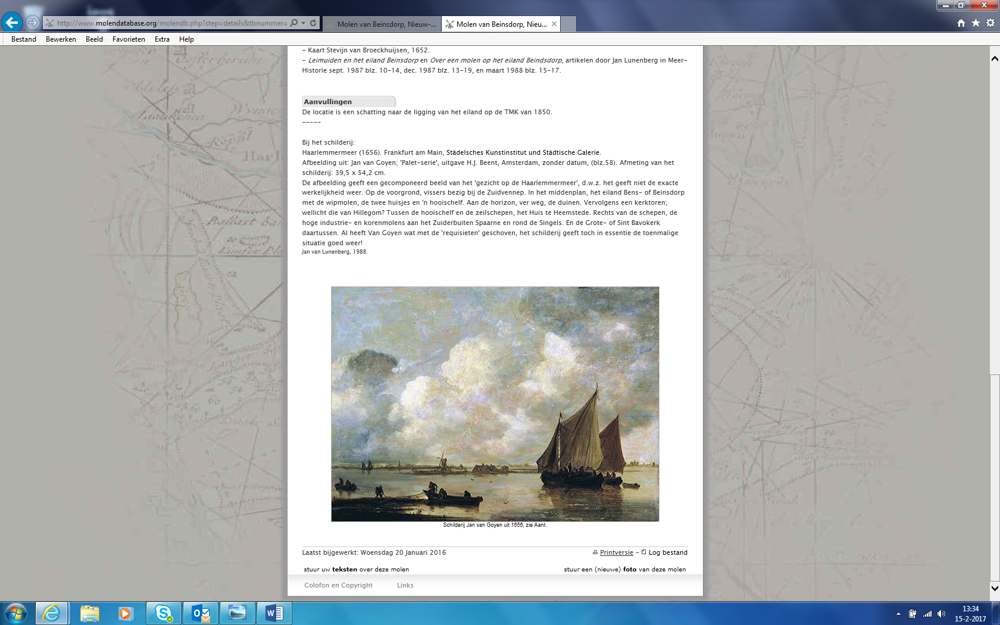 http://www.molendatabase.org/molendb.php?step=details&tbnummer=
Molen van Beinsdorp, Nieuw-...
Molen van Beinsdorp, Nieu...
Bestand Bewerken Beeld Favorieten Extra Help
- Kaart Stevijn van Broeckhuijsen, 1652.
- Leimuiden en het eiland Beinsdorp en Over een molen op het eiland Beindsdorp, artikelen door Jan Lunenberg in Meer-
Historie sept. 1987 blz. 10-14, dec. 1987 blz. 13-19, en maart 1988 blz. 15-17.
Aanvullingen
De locatie is een schatting naar de ligging van het eiland op de TMK van 1850.
-----
Bij het schilderij:
Haarlemmermeer (1656). Frankfurt am Main, Städelsches Kunstinstitut und Städtische Galerie.
Afbeelding uit: Jan van Goyen; 'Palet-serie', uitgave H.J. Beent, Amsterdam, zonder datum, (blz.58). Afmeting van het
schilderij: 39,5 x 54,2 cm.
De afbeelding geeft een gecomponeerd beeld van het 'gezicht op de Haarlemmermeer', d.w.z. het geeft niet de exacte
werkelijkheid weer. Op de voorgrond, vissers bezig bij de Zuidvennep. In het middenplan, het eiland Bens- of Beinsdorp
met de wipmolen, de twee huisjes en 'n hooischelf. Aan de horizon, ver weg, de duinen. Vervolgens een kerktoren;
wellicht die van Hillegom? Tussen de hooischelf en de zeilschepen, het Huis te Heemstede. Rechts van de schepen, de
hoge industrie- en korenmolens aan het Zuiderbuiten Spaarne en rond de Singels. En de Grote- of Sint Bavokerk
daartussen. Al heeft Van Goyen wat met de 'requisieten' geschoven, het schilderij geeft toch in essentie de toenmalige
situatie goed weer!
Jan van Lunenberg, 1988.
Schilderij Jan van Goyen uit 1656, zie Aant.
Laatst bijgewerkt: Woensdag 20 Januari 2016
Printversie - Log bestand
stuur uw teksten over deze molen
stuur een (nieuwe) foto van deze molen
Colofon en Copyright Links
13:34
15-2-2017